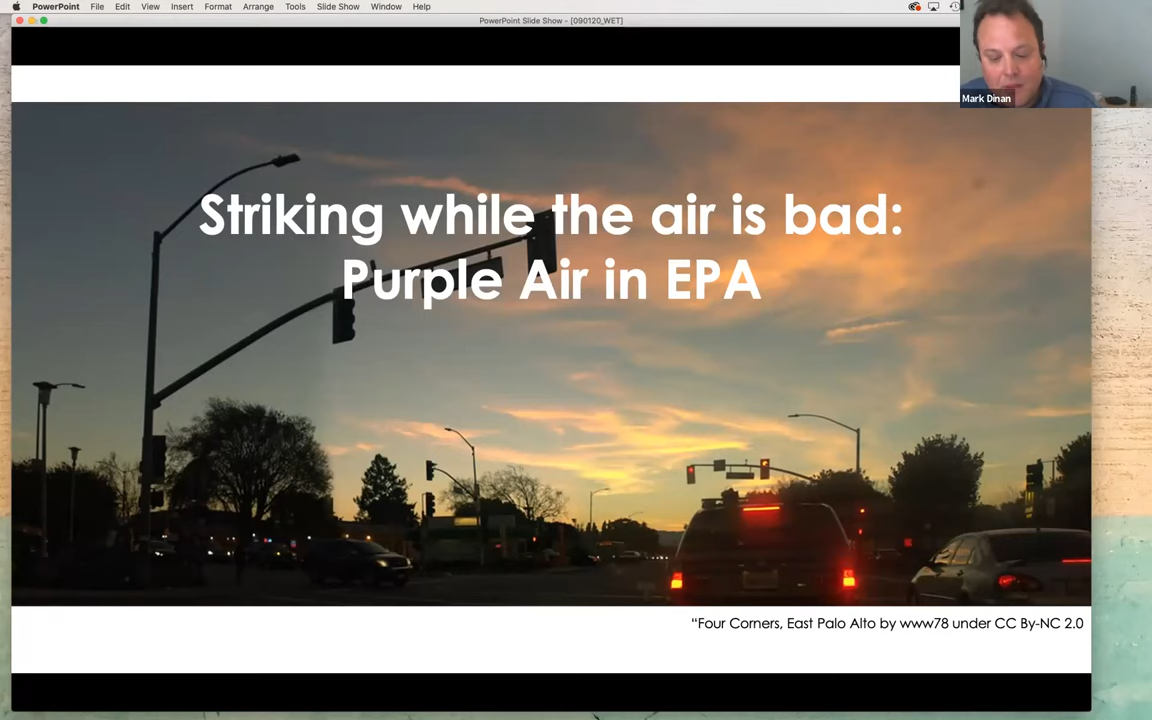 PowerPoint File Edit View Insert Format Arrange Tools Slide Show Window Help
PowerPoint Slide Show - [090120_WET]
Mark Dinan
Striking while the air is bad:
Purple Air in EPA
“Four Corners, East Palo Alto by www78 under CC By-NC 2.0